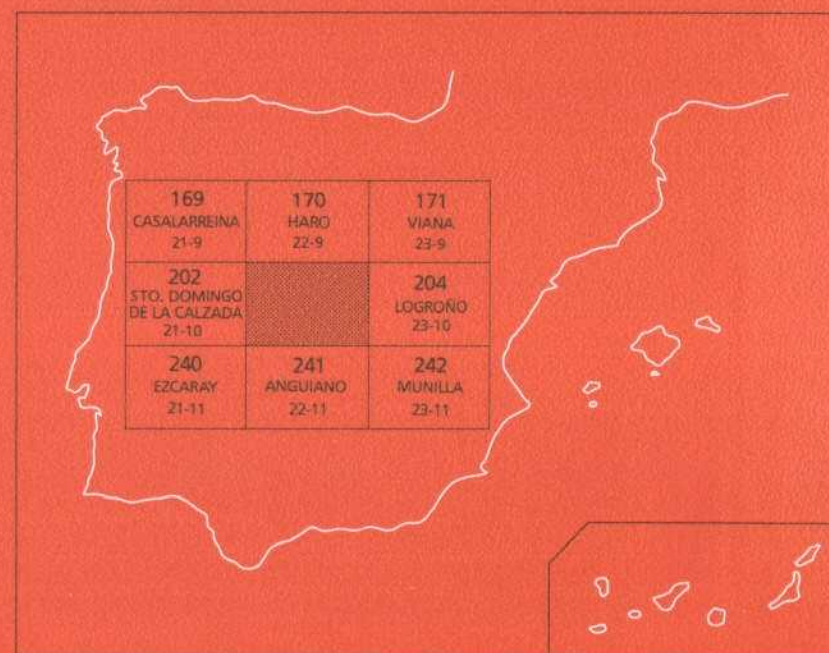 169
CASALARREINA
21-9
170
HARO
22-9
171
VIANA
23-9
202
STO. DOMINGO
DE LA CALZADA
21-10
204
LOGROÑO
23-10
240
EZCARAY
21-11
241
ANGUIANO
22-11
242
MUNILLA
23-11